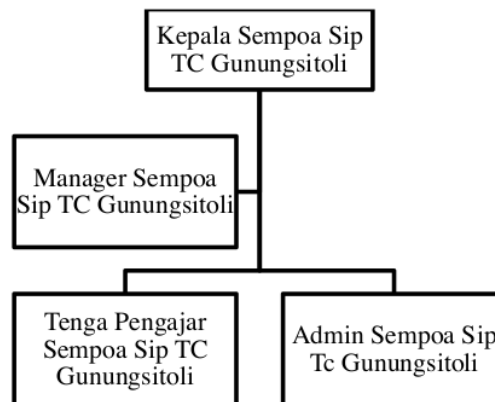 Kepala Sempoa Sip
TC Gunungsitoli
Manager Sempoa
Sip TC Gunungsitoli
Tenga Pengajar
Sempoa Sip TC
Gunungsitoli
Admin Sempoa Sip
Tc Gunungsitoli